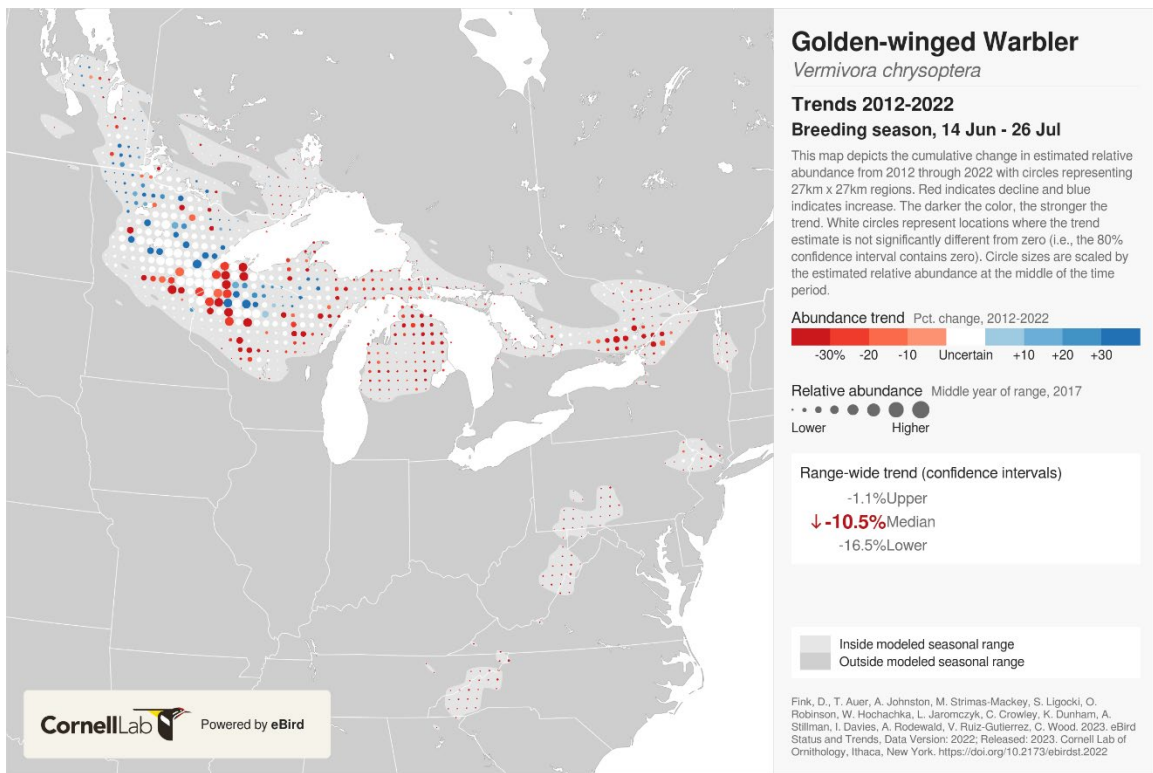 Golden-winged Warbler
Vermivora chrysoptera
Trends 2012-2022
Breeding season, 14 Jun - 26 Jul
This map depicts the cumulative change in estimated relative
abundance from 2012 through 2022 with circles representing
27km x 27km regions. Red indicates decline and blue
indicates increase. The darker the color, the stronger the
trend. White circles represent locations where the trend
estimate is not significantly different from zero (i.e., the 80%
confidence interval contains zero). Circle sizes are scaled by
the estimated relative abundance at the middle of the time
period.
Abundance trend Pct. change, 2012-2022
-30% -20 -10 Uncertain +10 +20 +30
Relative abundance Middle year of range, 2017
Lower Higher
Range-wide trend (confidence intervals)
-1.1%Upper
↓-10.5%Median
-16.5%Lower
Inside modeled seasonal range
Outside modeled seasonal range
Fink, D., T. Auer, A. Johnston, M. Strimas-Mackey, S. Ligocki, O.
Robinson, W. Hochachka, L. Jaromczyk, C. Crowley, K. Dunham, A.
Stillman, I. Davies, A. Rodewald, V. Ruiz-Gutierrez, C. Wood. 2023. eBird
Status and Trends, Data Version: 2022; Released: 2023. Cornell Lab of
Ornithology, Ithaca, New York. https://doi.org/10.2173/ebirdst.2022
CornellLab Powered by eBird